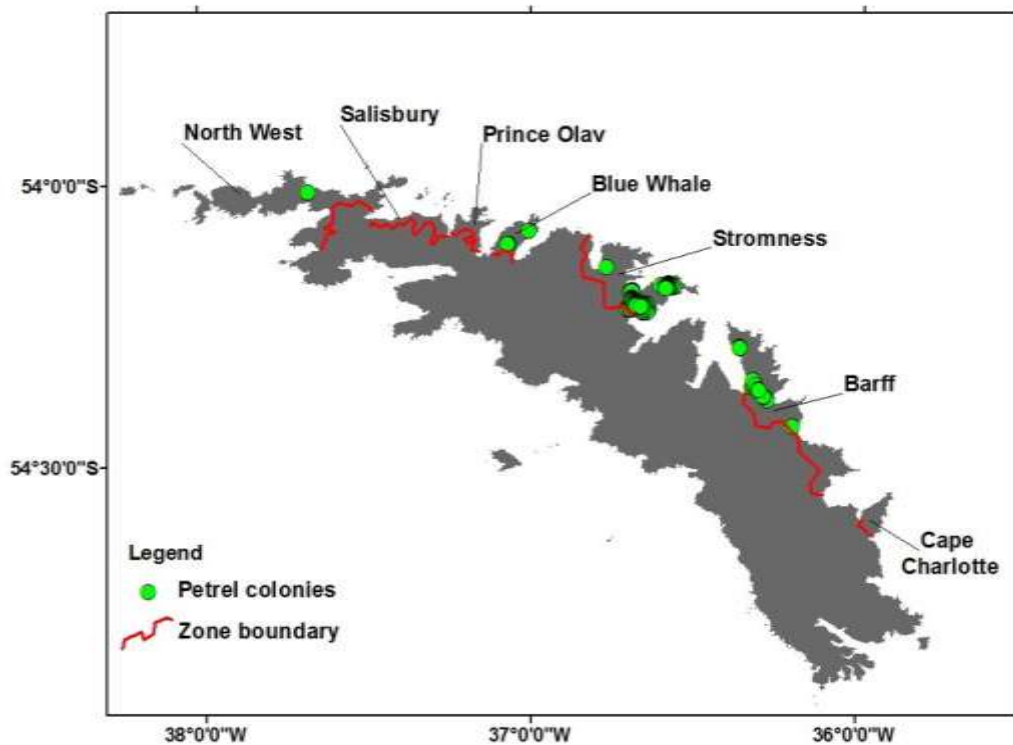 North West
Salisbury
Prince Olav
Blue Whale
Stromness
Barff
Cape
Charlotte
54°0'0"S
54°30'0"S
Legend
Petrel colonies
Zone boundary
38°0'0"W
37°0'0"W
36°0'0"W